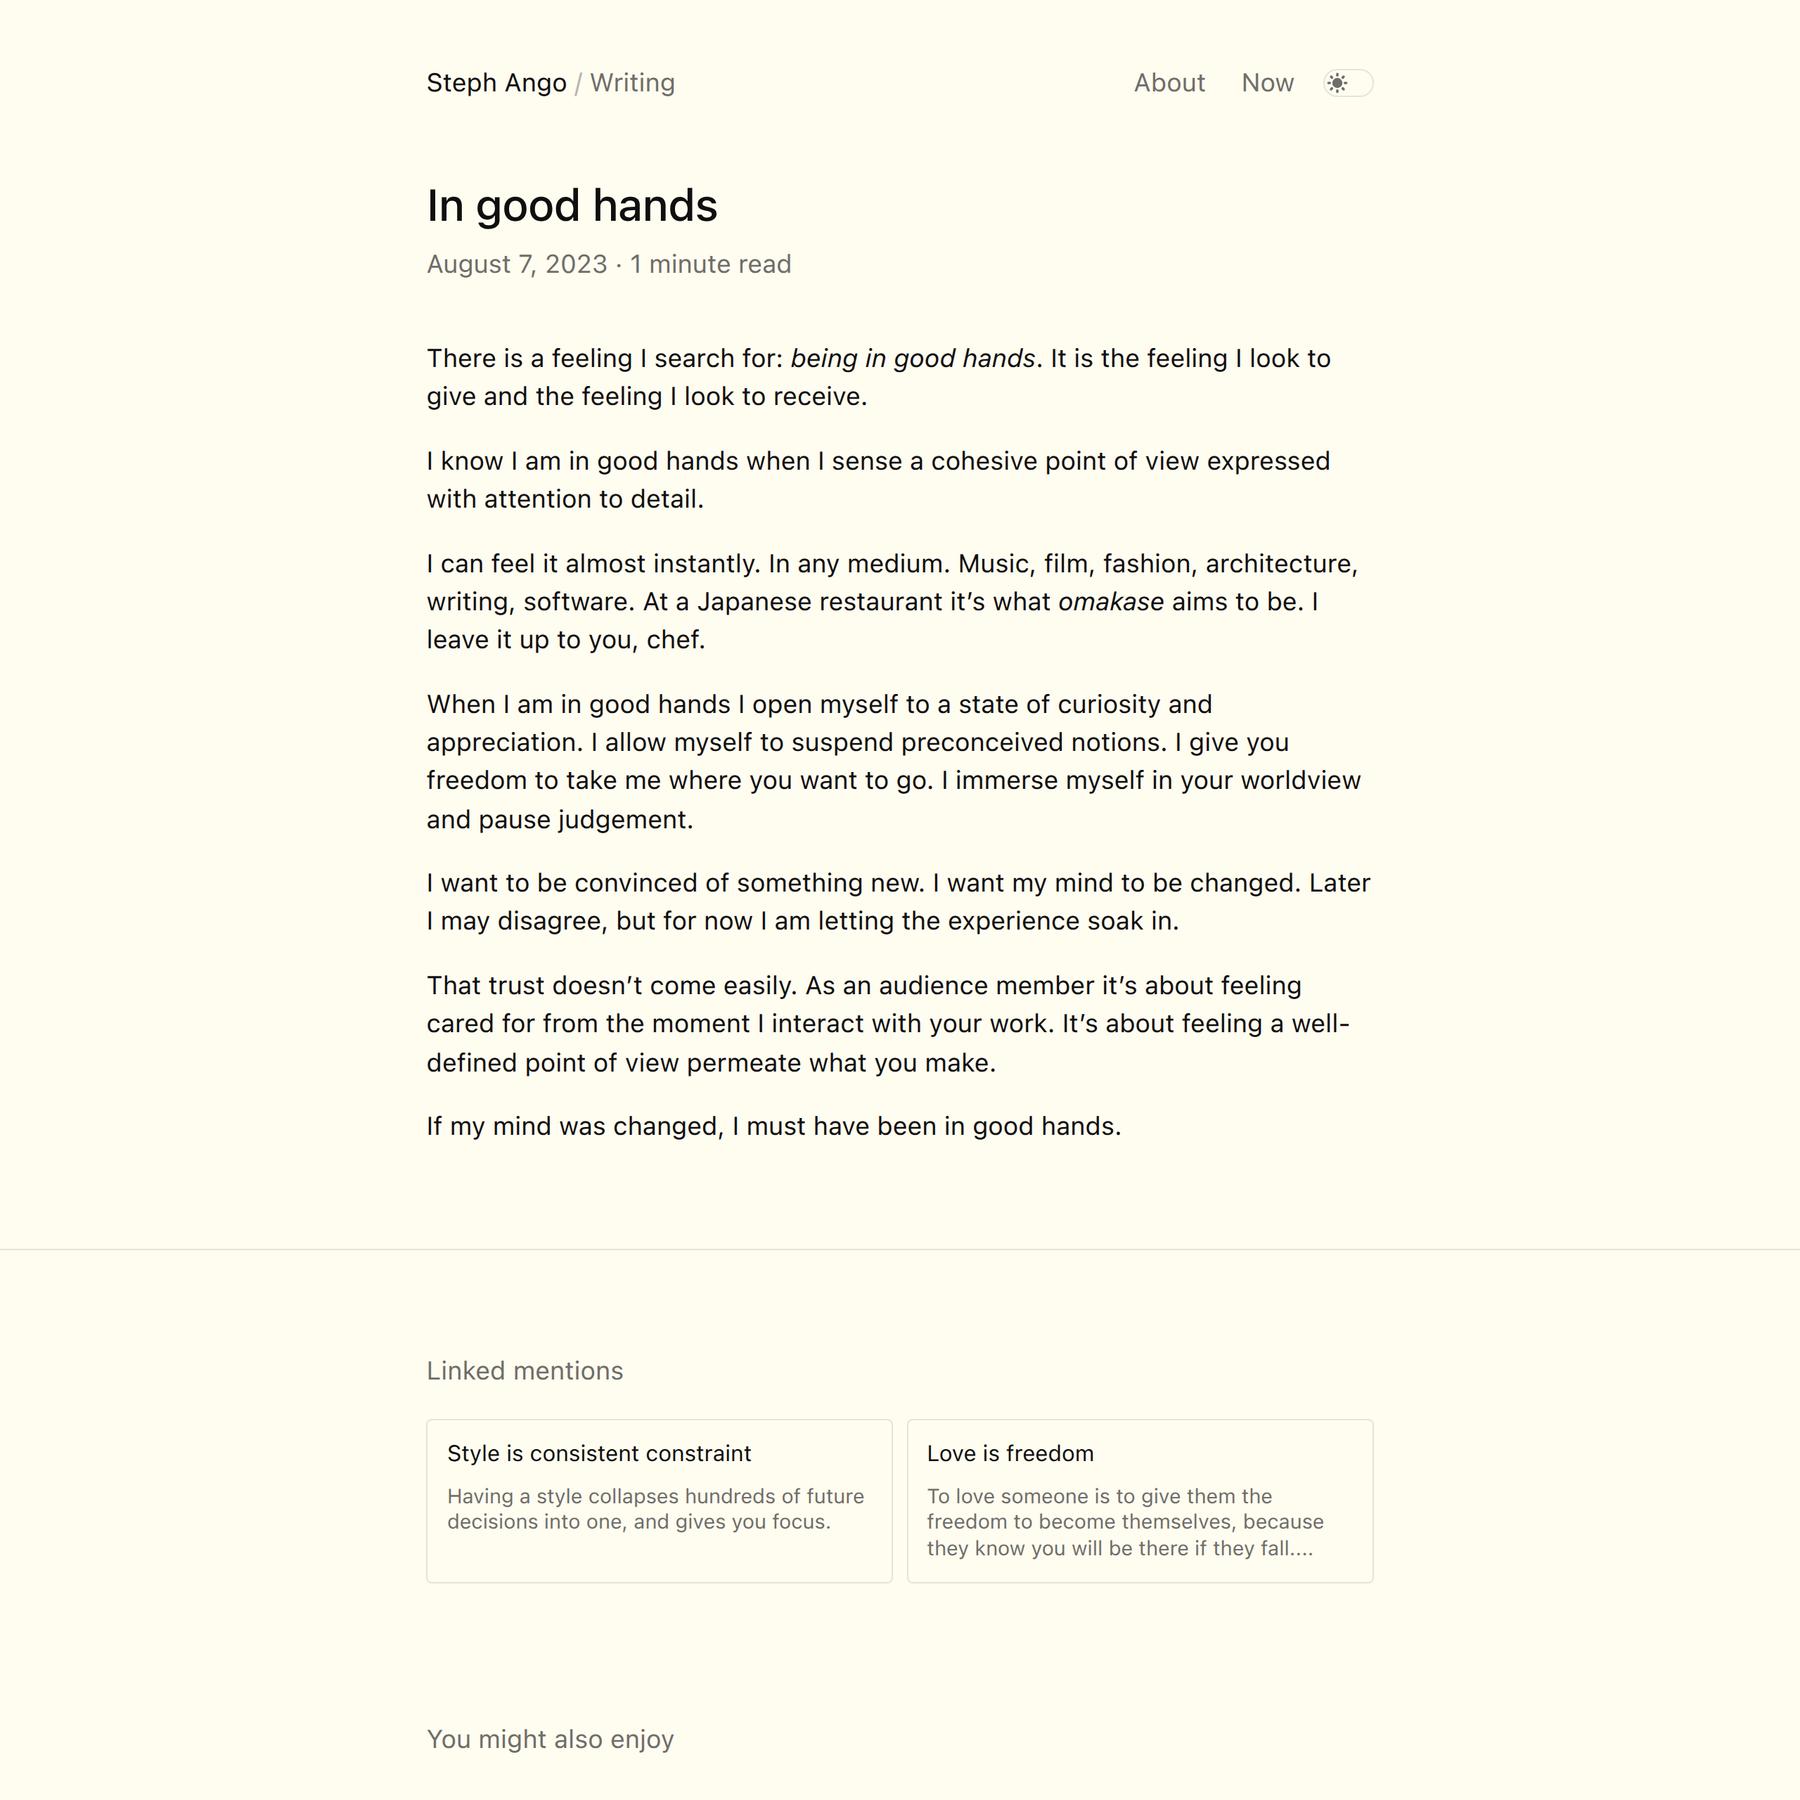 Steph Ango / Writing
About Now
In good hands
August 7, 2023 · 1 minute read
There is a feeling I search for: being in good hands. It is the feeling I look to
give and the feeling I look to receive.
I know I am in good hands when I sense a cohesive point of view expressed
with attention to detail.
I can feel it almost instantly. In any medium. Music, film, fashion, architecture,
writing, software. At a Japanese restaurant it’s what omakase aims to be. I
leave it up to you, chef.
When I am in good hands I open myself to a state of curiosity and
appreciation. I allow myself to suspend preconceived notions. I give you
freedom to take me where you want to go. I immerse myself in your worldview
and pause judgement.
I want to be convinced of something new. I want my mind to be changed. Later
I may disagree, but for now I am letting the experience soak in.
That trust doesn’t come easily. As an audience member it’s about feeling
cared for from the moment I interact with your work. It’s about feeling a well-
defined point of view permeate what you make.
If my mind was changed, I must have been in good hands.
Linked mentions
Style is consistent constraint
Having a style collapses hundreds of future
decisions into one, and gives you focus.
Love is freedom
To love someone is to give them the
freedom to become themselves, because
they know you will be there if they fall....
You might also enjoy